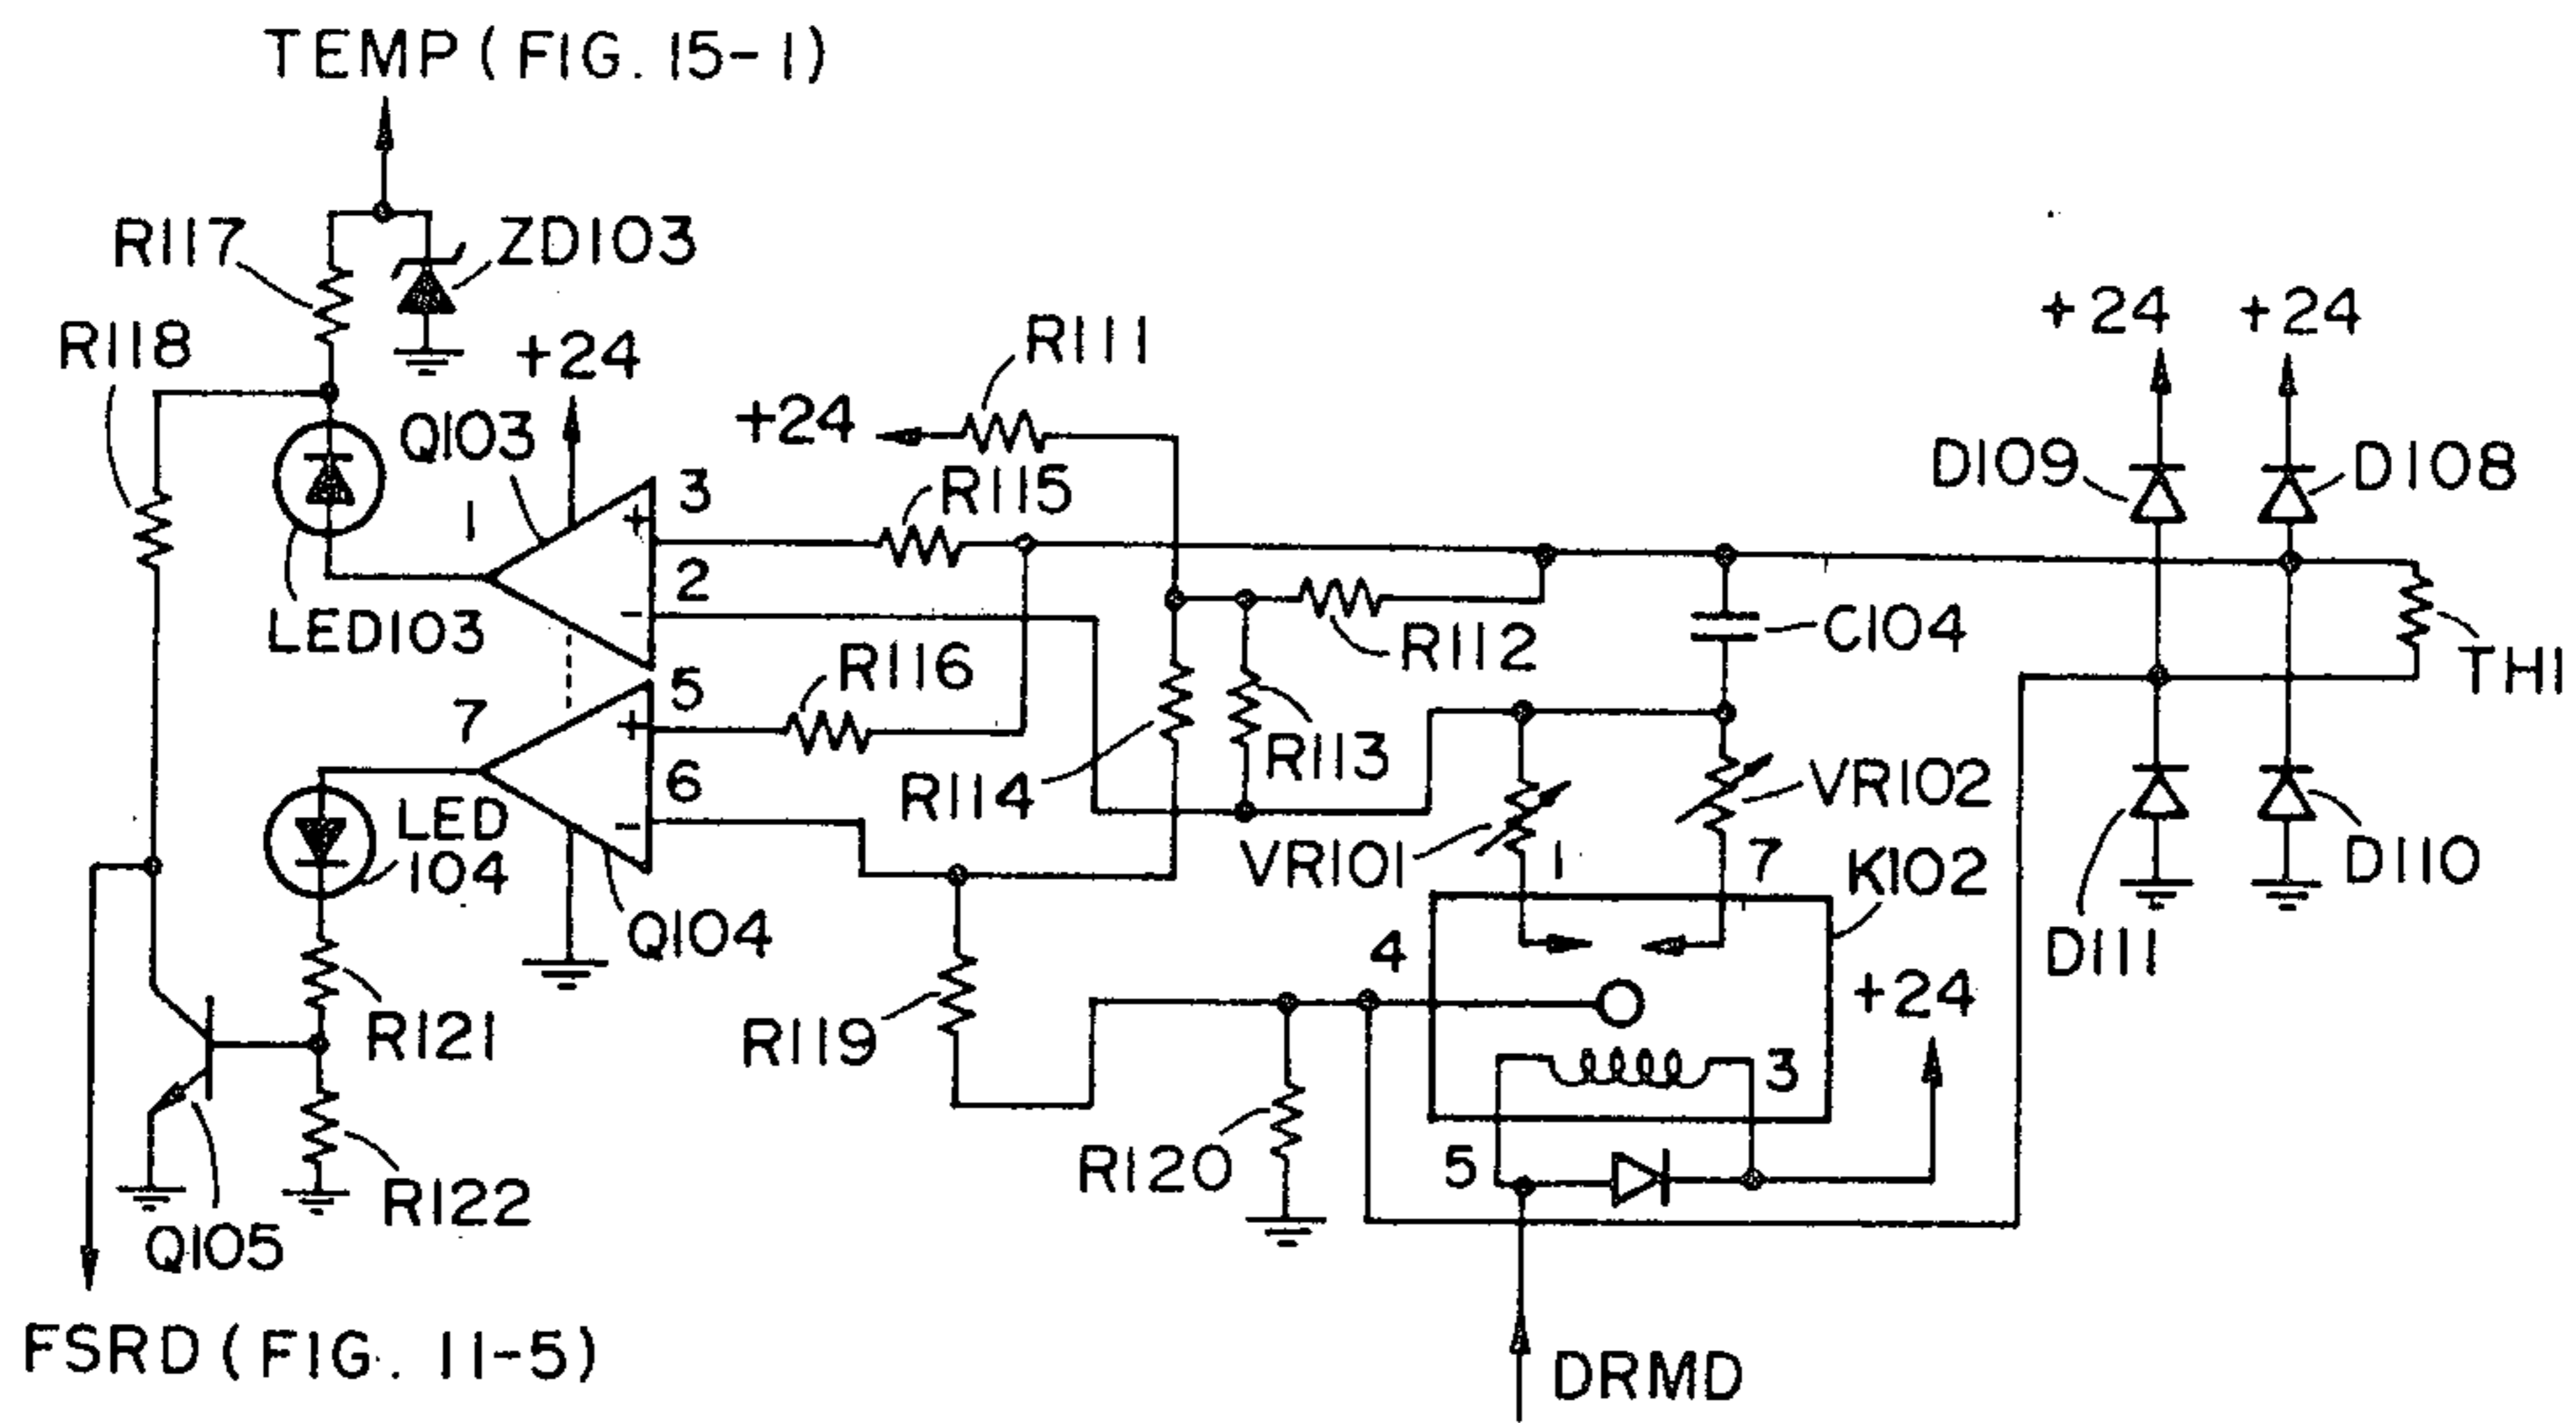 TEMP (FIG. 15-1)
R117
ZD103
R118
+24
R111
+24
+24
+24
Q103
3
R115
D109
D108
1
+
2
LED103
-
R112
C104
TH1
R116
5
7
+
R113
VR102
6
R114
LED
104
-
VR101
1
7
K102
D110
Q104
4
D111
+24
R121
R119
3
R122
R120
5
Q105
FSRD (FIG. 11-5)
DRMD